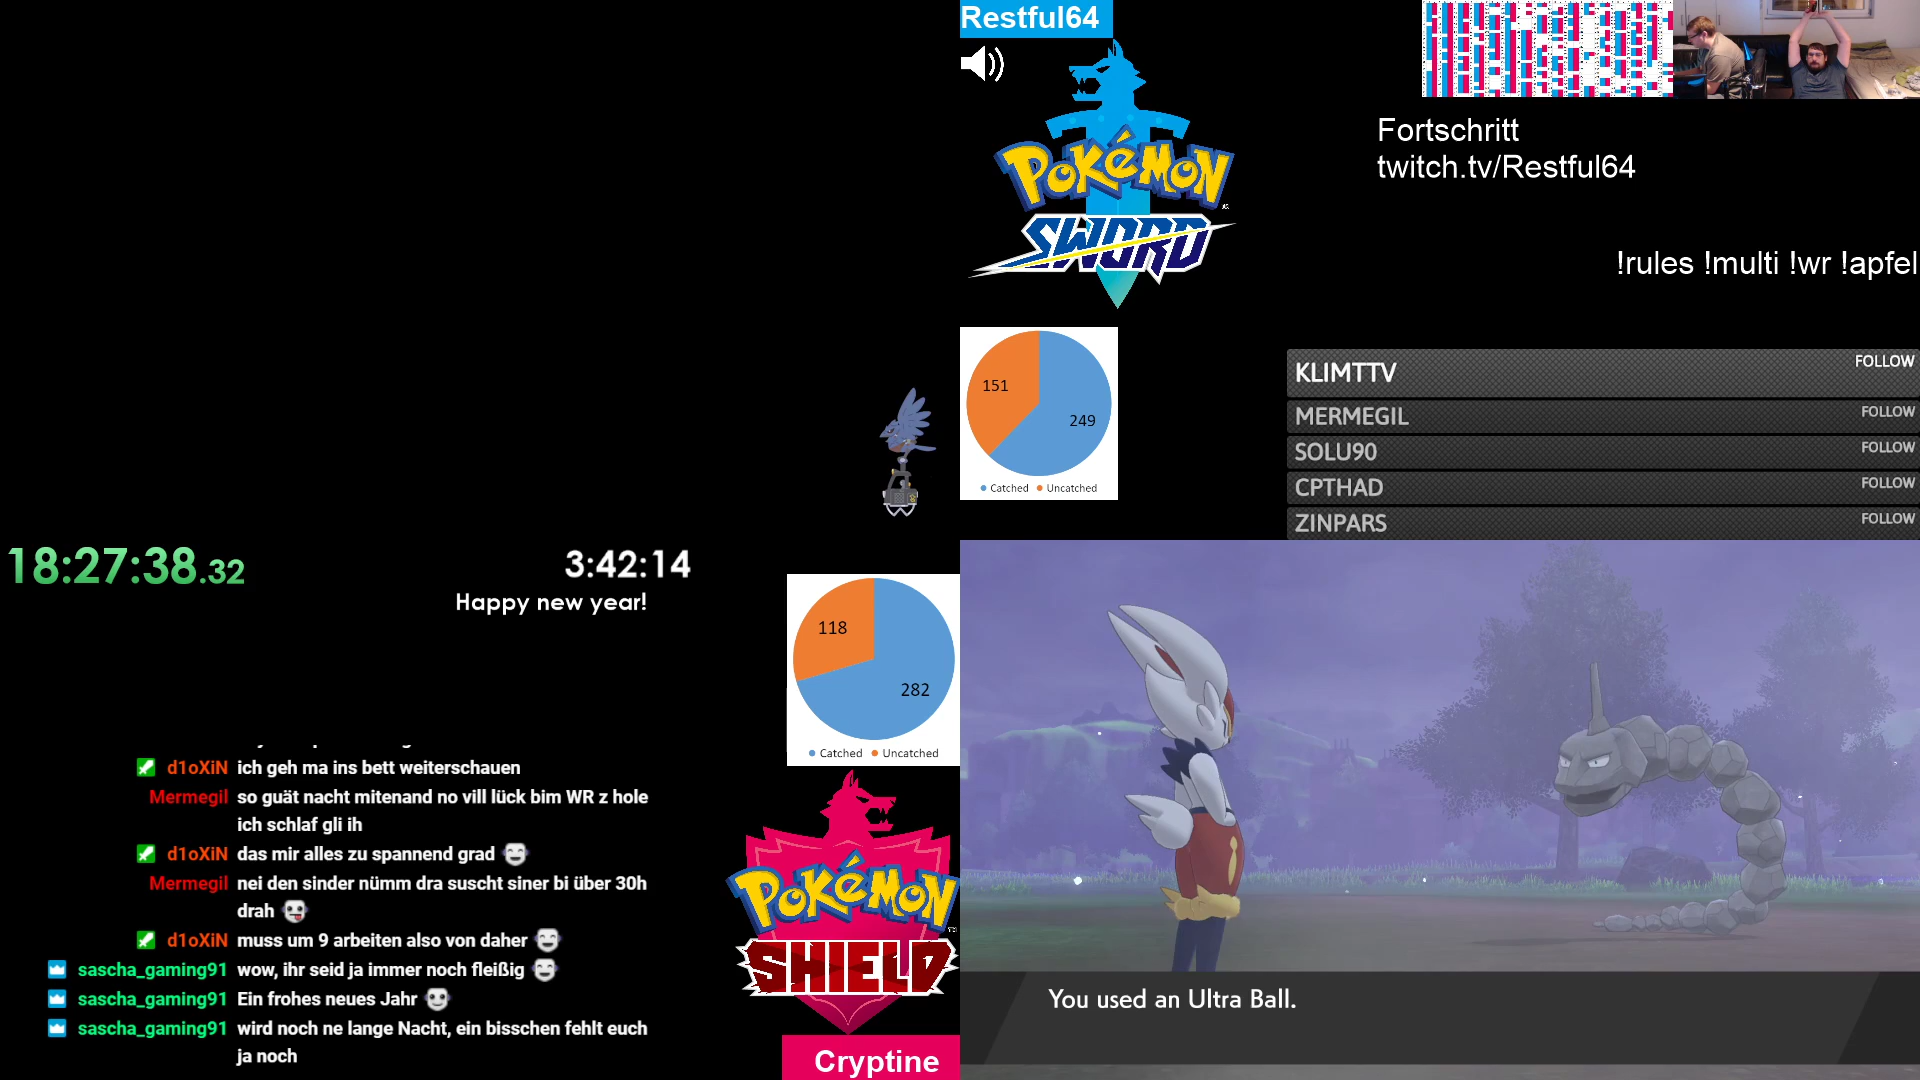 Restful64
POKÉMON
SWORD
Fortschritt
twitch.tv/Restful64
!rules !multi !wr !apfel
151
249
Catched Uncatched
KLIMTTV FOLLOW
MERMEGIL FOLLOW
SOLU90 FOLLOW
CPTHAD FOLLOW
ZINPARS FOLLOW
18:27:38.32
3:42:14
Happy new year!
118
282
Catched Uncatched
d1oXiN ich geh ma ins bett weiterschauen
Mermegil so guät nacht mitenand no vill lück bim WR z hole
ich schlaf gli ih
d1oXiN das mir alles zu spannend grad
Mermegil nei den sinder nümm dra suscht siner bi über 30h
drah
d1oXiN muss um 9 arbeiten also von daher
sascha_gaming91 wow, ihr seid ja immer noch fleißig
sascha_gaming91 Ein frohes neues Jahr
sascha_gaming91 wird noch ne lange Nacht, ein bisschen fehlt euch
ja noch
POKÉMON
SHIELD
Cryptine
You used an Ultra Ball.